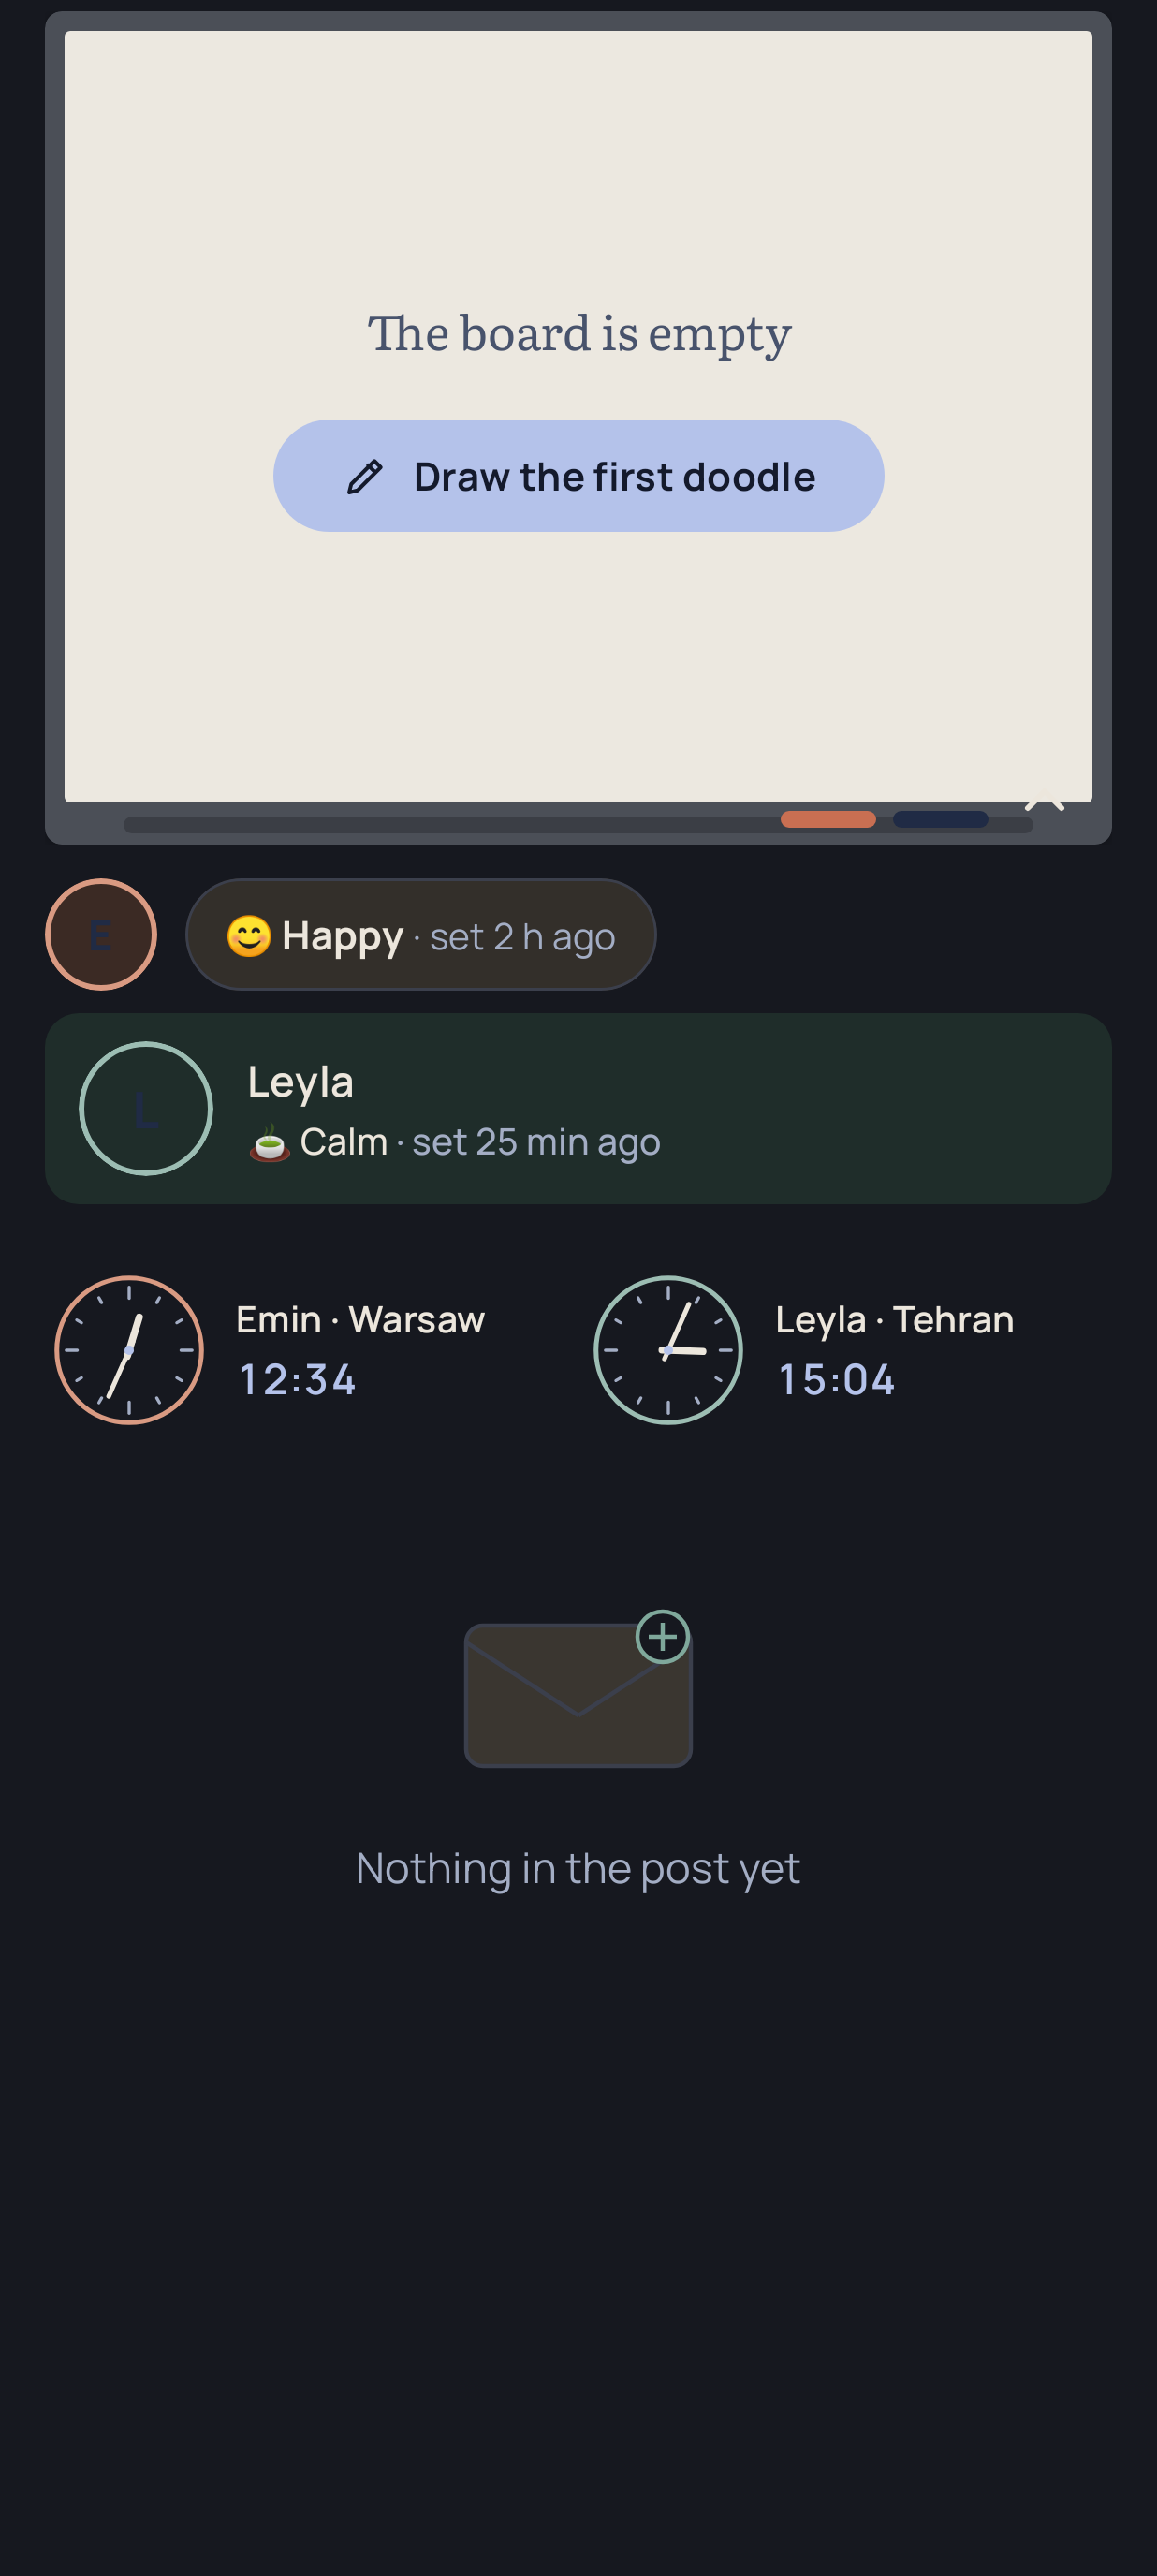 The board is empty
Draw the first doodle
E
😊 Happy · set 2 h ago
L
Leyla
🍵 Calm · set 25 min ago
Emin · Warsaw
12:34
Leyla · Tehran
15:04
Nothing in the post yet